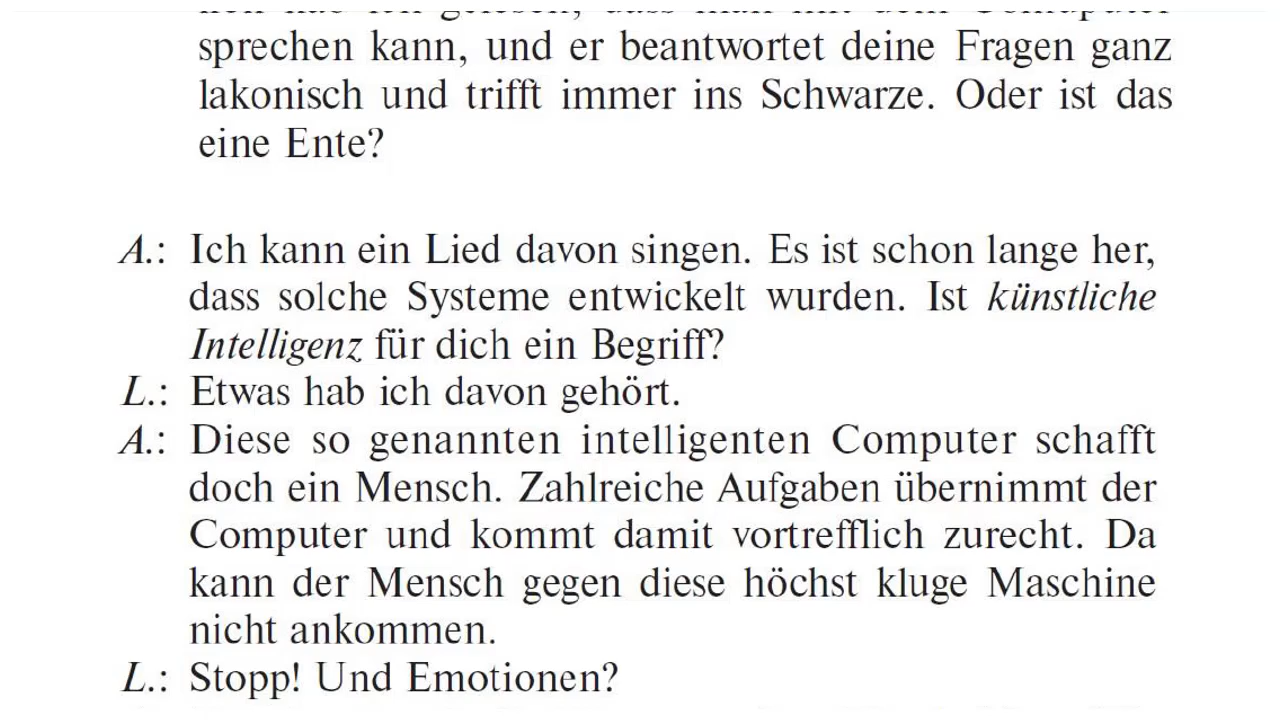 sprechen kann, und er beantwortet deine Fragen ganz
lakonisch und trifft immer ins Schwarze. Oder ist das
eine Ente?
A.: Ich kann ein Lied davon singen. Es ist schon lange her,
dass solche Systeme entwickelt wurden. Ist künstliche
Intelligenz für dich ein Begriff?
L.: Etwas hab ich davon gehört.
A.: Diese so genannten intelligenten Computer schafft
doch ein Mensch. Zahlreiche Aufgaben übernimmt der
Computer und kommt damit vortrefflich zurecht. Da
kann der Mensch gegen diese höchst kluge Maschine
nicht ankommen.
L.: Stopp! Und Emotionen?